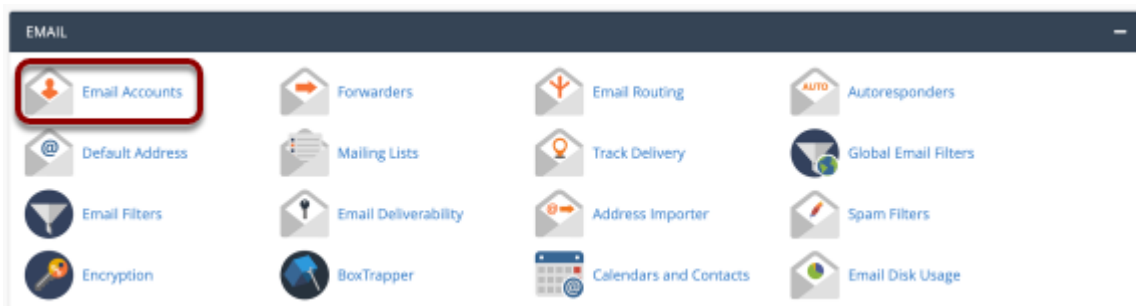 EMAIL
Email Accounts
Forwarders
Email Routing
AUTO
Autoresponders
@
Default Address
Mailing Lists
Track Delivery
Global Email Filters
Email Filters
Email Deliverability
@
Address Importer
Spam Filters
Encryption
BoxTrapper
@
Calendars and Contacts
Email Disk Usage